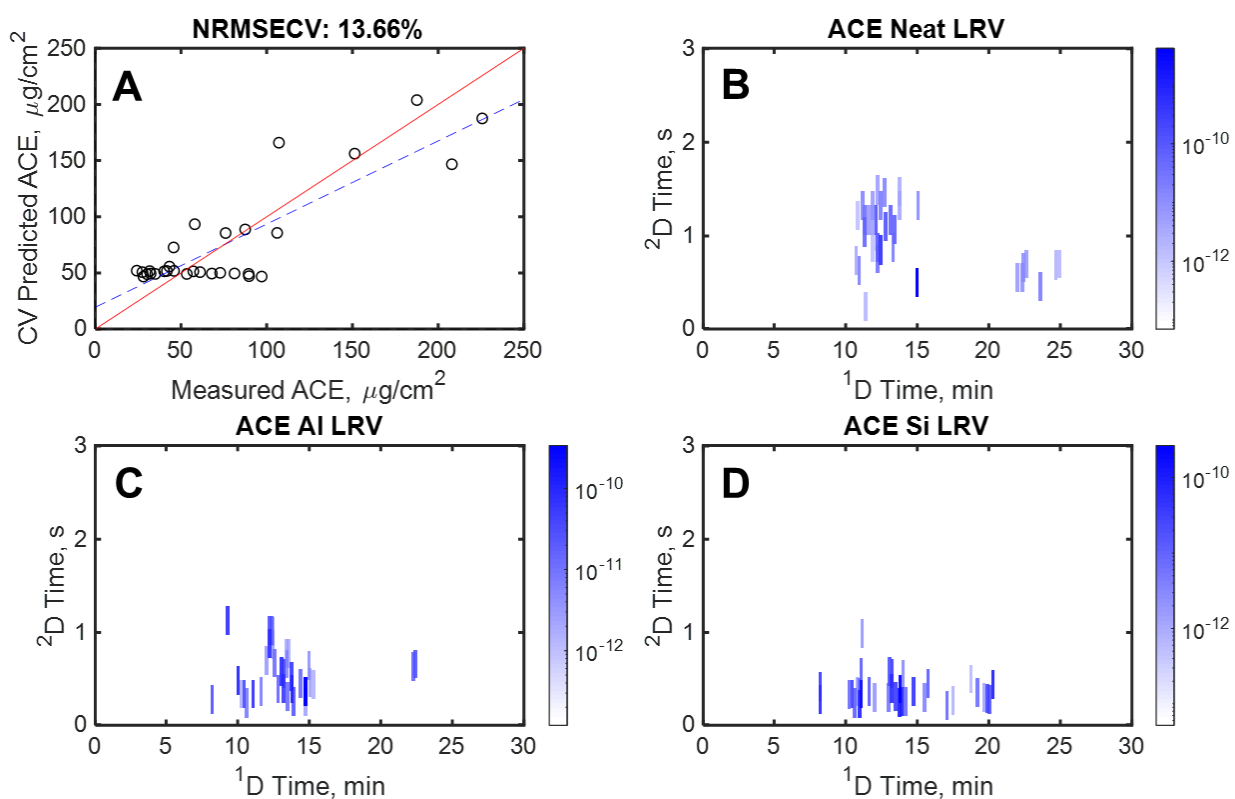 NRMSECV: 13.66%
A
CV Predicted ACE, μg/cm²
250
200
150
100
50
0
0 50 100 150 200 250
Measured ACE, μg/cm²
ACE Neat LRV
B
²D Time, s
3
2
1
0
0 5 10 15 20 25 30
¹D Time, min
10⁻¹⁰
10⁻¹²
ACE Al LRV
C
²D Time, s
3
2
1
0
0 5 10 15 20 25 30
¹D Time, min
10⁻¹⁰
10⁻¹¹
10⁻¹²
ACE Si LRV
D
²D Time, s
3
2
1
0
0 5 10 15 20 25 30
¹D Time, min
10⁻¹⁰
10⁻¹²